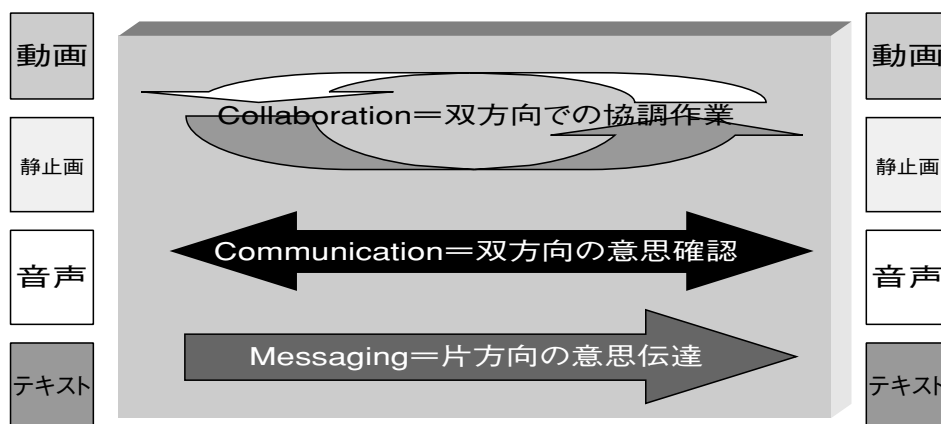 動画
静止画
音声
テキスト
Collaboration＝双方向での協調作業
Communication＝双方向の意思確認
Messaging＝片方向の意思伝達
動画
静止画
音声
テキスト